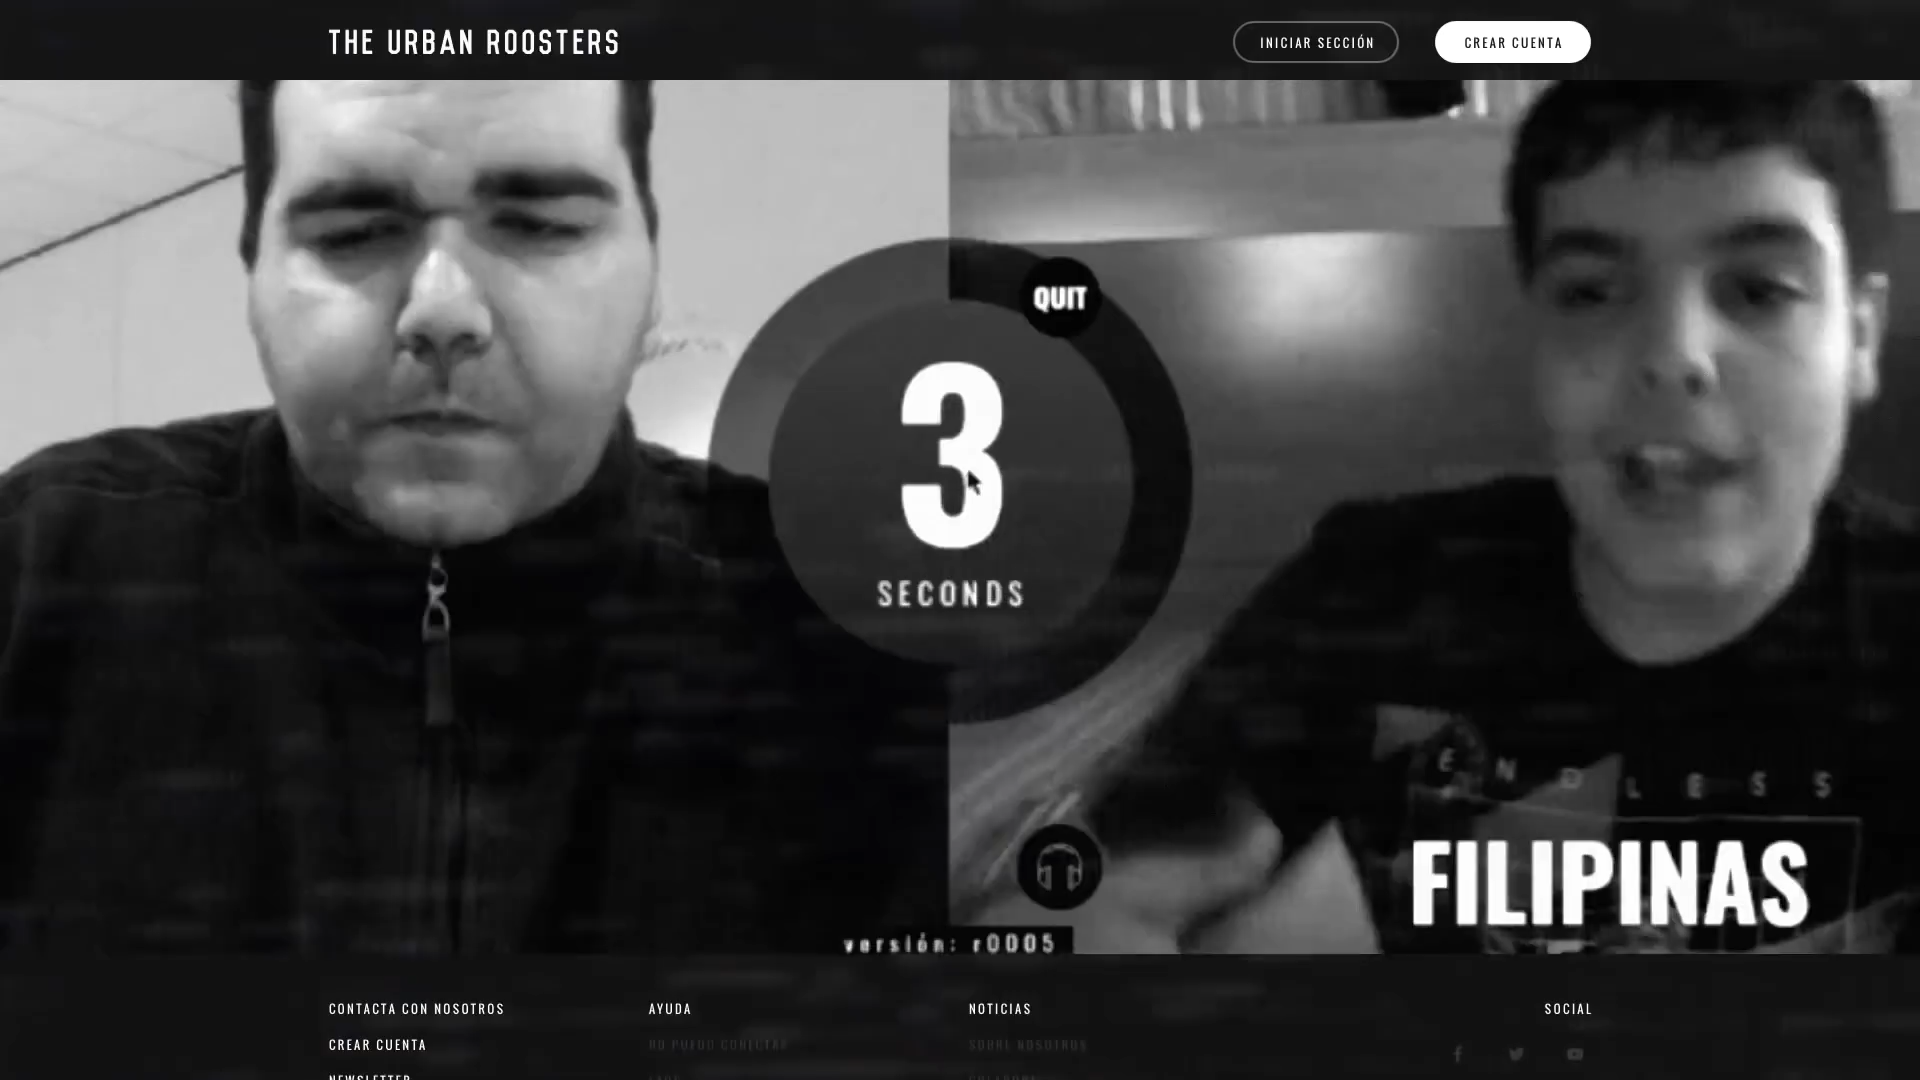 THE URBAN ROOSTERS
INICIAR SECCIÓN
CREAR CUENTA
QUIT
3
SECONDS
ENDLESS
FILIPINAS
versión: r0005
CONTACTA CON NOSOTROS
AYUDA
NOTICIAS
SOCIAL
CREAR CUENTA
NO PUEDO CONECTAR
SOBRE NOSOTROS
NEWSLETTER